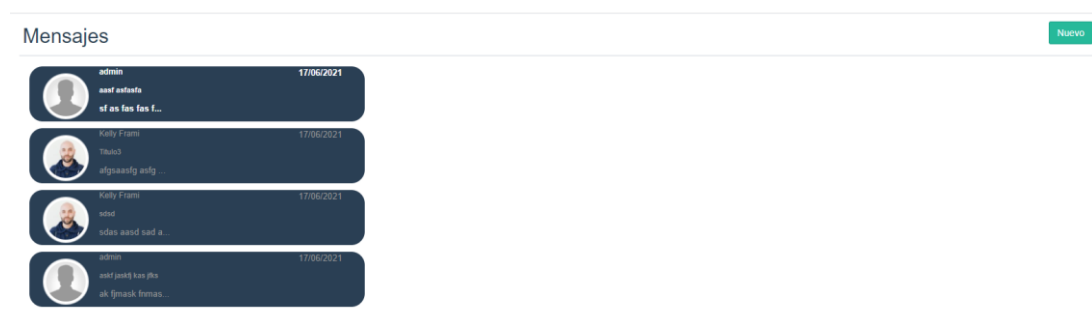 Mensajes
Nuevo
admin 17/06/2021
aasf asfasfa
sf as fas fas f...
Kelly Frami 17/06/2021
Titulo3
afgsaasfg asfg ...
Kelly Frami 17/06/2021
sdsd
sdas aasd sad a...
admin 17/06/2021
askf jaskfj kas jfks
ak fjmask fnmas...